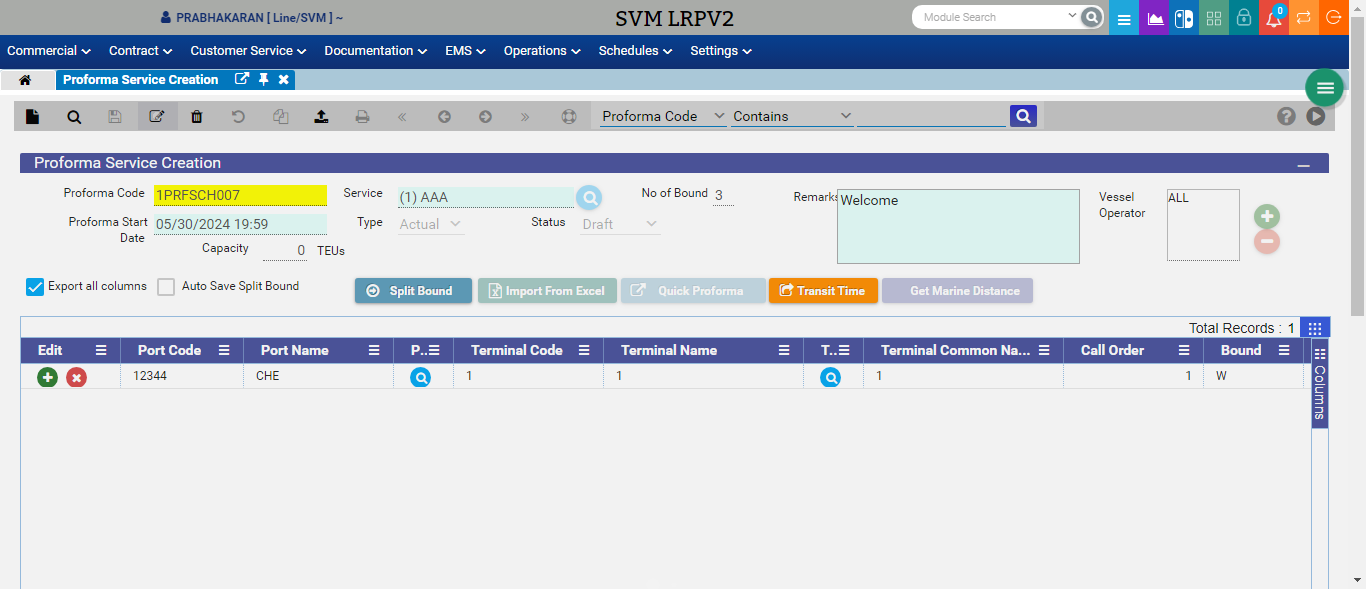 PRABHAKARAN [ Line/SVM ] ~
SVM LRPV2
Module Search
0
Commercial Contract Customer Service Documentation EMS Operations Schedules Settings
Proforma Service Creation
Proforma Code Contains
Proforma Service Creation
Proforma Code 1PRFSCH007 Service (1) AAA No of Bound 3 Remarks Welcome Vessel Operator ALL
Proforma Start Date 05/30/2024 19:59 Type Actual Status Draft
Capacity 0 TEUs
Export all columns Auto Save Split Bound Split Bound Import From Excel Quick Proforma Transit Time Get Marine Distance
Total Records : 1
Edit Port Code Port Name P.. Terminal Code Terminal Name T.. Terminal Common Na... Call Order Bound
12344 CHE 1 1 1 1 W
Columns